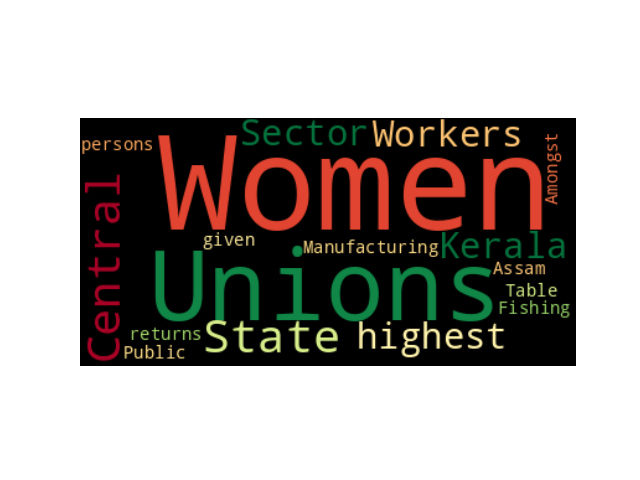 Sector Workers
persons
Women
Amongst
Central
given
Manufacturing
Kerala
Unions
Assam
Table
Fishing
returns
State
highest
Public